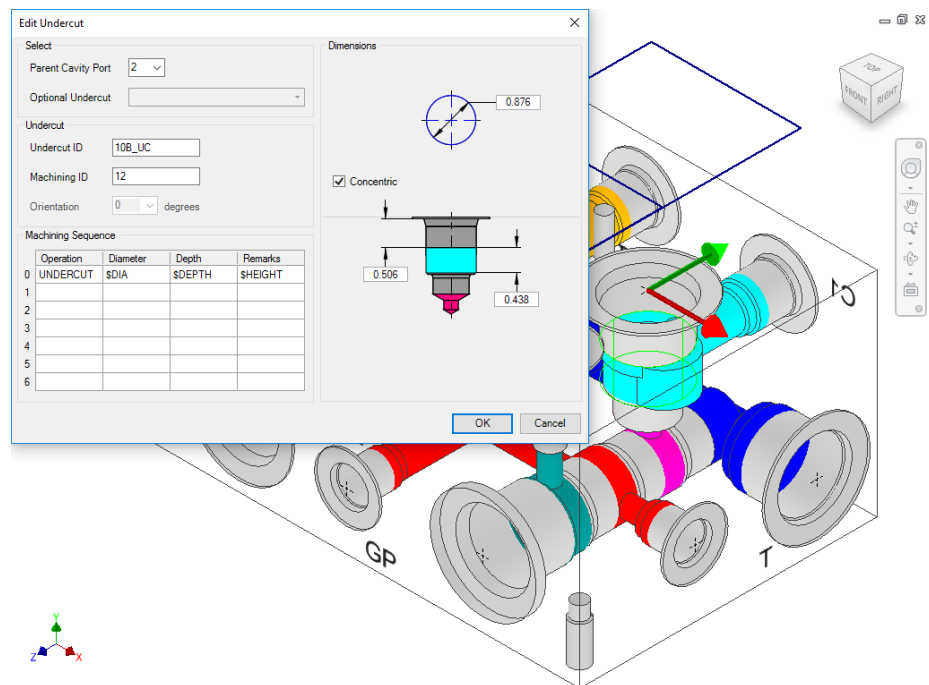 Edit Undercut
Select
Parent Cavity Port 2
Optional Undercut
Undercut
Undercut ID 10B_UC
Machining ID 12
Orientation 0 degrees
Machining Sequence
Operation Diameter Depth Remarks
0 UNDERCUT $DIA $DEPTH $HEIGHT
1
2
3
4
5
6
Dimensions
0.876
Concentric
0.506
0.438
OK Cancel
TOP
FRONT RIGHT
C1
GP
T
Y
Z X